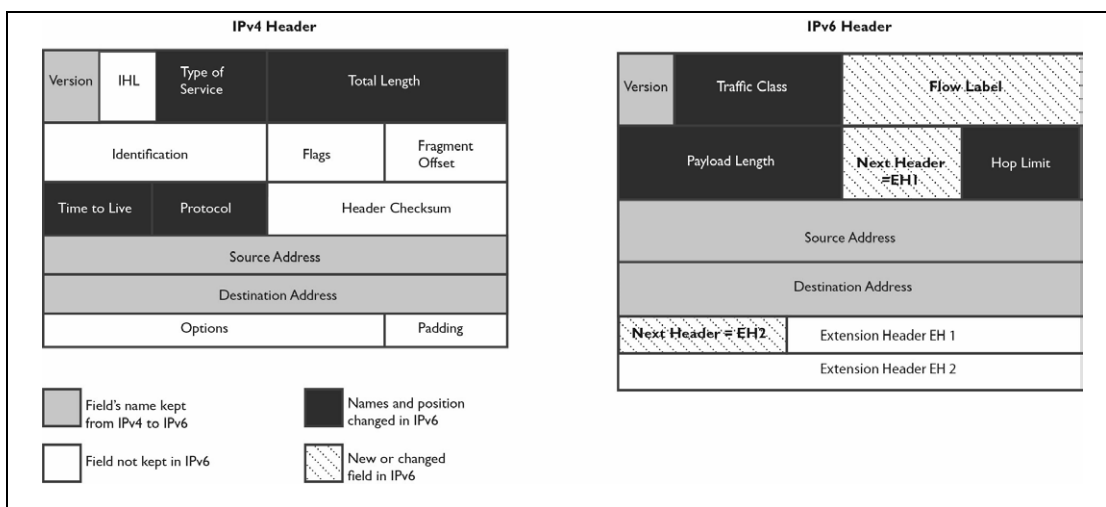 IPv4 Header
Version
IHL
Type of
Service
Total Length
Identification
Flags
Fragment
Offset
Time to Live
Protocol
Header Checksum
Source Address
Destination Address
Options
Padding
IPv6 Header
Version
Traffic Class
Flow Label
Payload Length
Next Header
=EH1
Hop Limit
Source Address
Destination Address
Next Header = EH2
Extension Header EH 1
Extension Header EH 2
Field's name kept
from IPv4 to IPv6
Names and position
changed in IPv6
Field not kept in IPv6
New or changed
field in IPv6